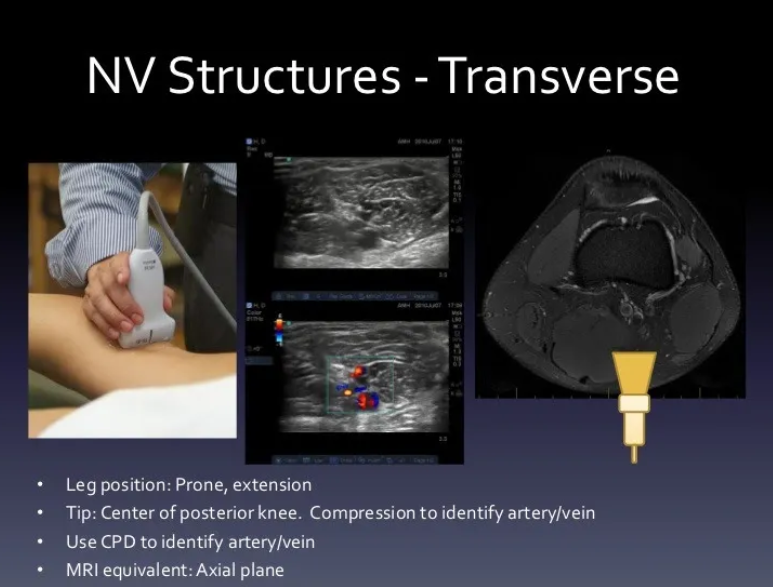 NV Structures - Transverse
• Leg position: Prone, extension
• Tip: Center of posterior knee. Compression to identify artery/vein
• Use CPD to identify artery/vein
• MRI equivalent: Axial plane